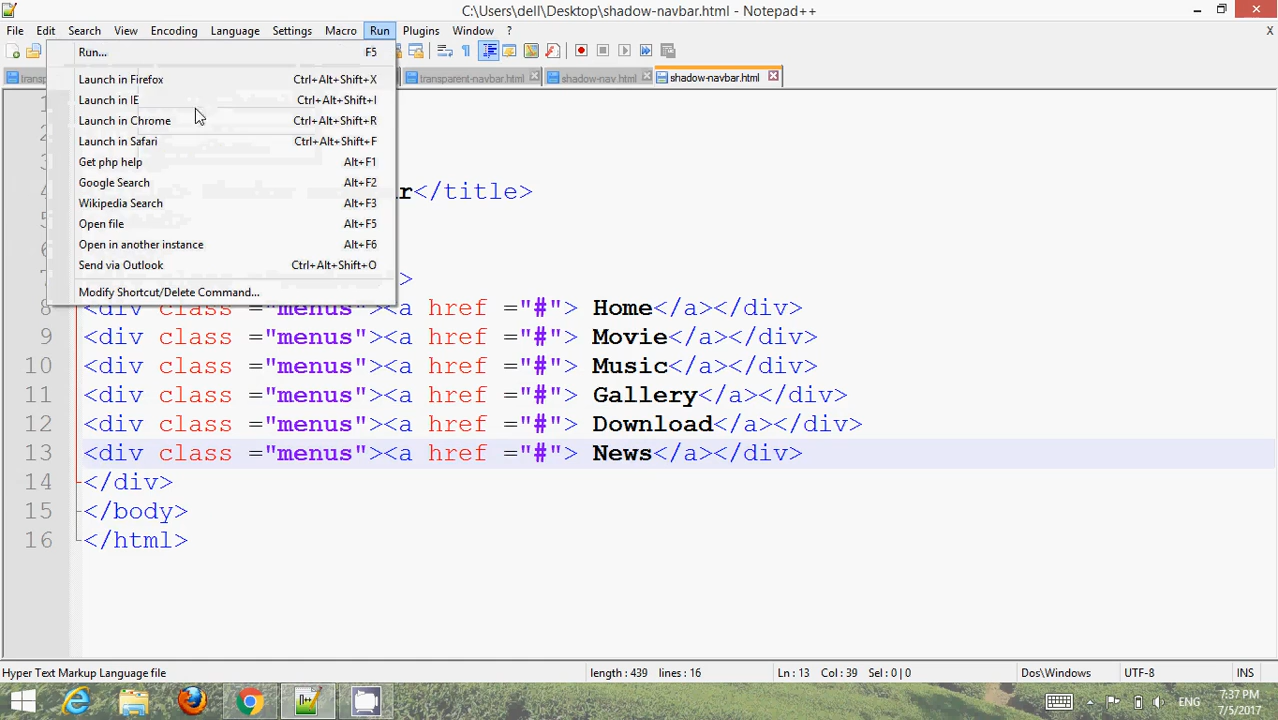 C:\Users\dell\Desktop\shadow-navbar.html - Notepad++
File Edit Search View Encoding Language Settings Macro Run Plugins Window ?
transp transparent-navbar.html shadow-nav.html shadow-navbar.html
Run... F5
Launch in Firefox Ctrl+Alt+Shift+X
Launch in IE Ctrl+Alt+Shift+I
Launch in Chrome Ctrl+Alt+Shift+R
Launch in Safari Ctrl+Alt+Shift+F
Get php help Alt+F1
Google Search Alt+F2
Wikipedia Search Alt+F3
Open file Alt+F5
Open in another instance Alt+F6
Send via Outlook Ctrl+Alt+Shift+O
Modify Shortcut/Delete Command...
4 r</title>
>
8 <div class ="menus"><a href ="#"> Home</a></div>
9 <div class ="menus"><a href ="#"> Movie</a></div>
10 <div class ="menus"><a href ="#"> Music</a></div>
11 <div class ="menus"><a href ="#"> Gallery</a></div>
12 <div class ="menus"><a href ="#"> Download</a></div>
13 <div class ="menus"><a href ="#"> News</a></div>
14 </div>
15 </body>
16 </html>
Hyper Text Markup Language file length : 439 lines : 16 Ln : 13 Col : 39 Sel : 0 | 0 Dos\Windows UTF-8 INS
ENG 7:37 PM
7/5/2017